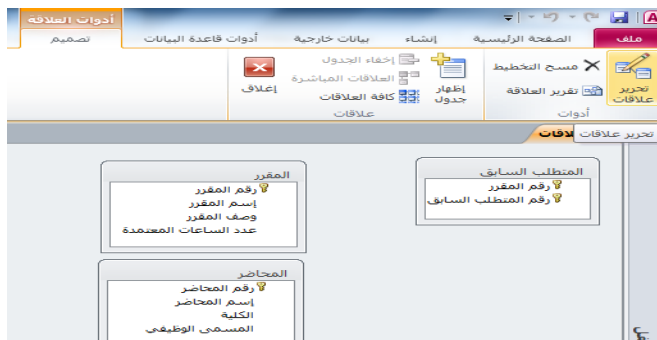 أدوات العلاقة
ملف الصفحة الرئيسية إنشاء بيانات خارجية أدوات قاعدة البيانات تصميم
تحرير علاقات
مسح التخطيط
تقرير العلاقة
أدوات
إظهار جدول
إخفاء الجدول
العلاقات المباشرة
كافة العلاقات
علاقات
إغلاق
تحرير علاقات
المتطلب السابق
رقم المقرر
رقم المتطلب السابق
المقرر
رقم المقرر
إسم المقرر
وصف المقرر
عدد الساعات المعتمدة
المحاضر
رقم المحاضر
إسم المحاضر
الكلية
المسمى الوظيفي